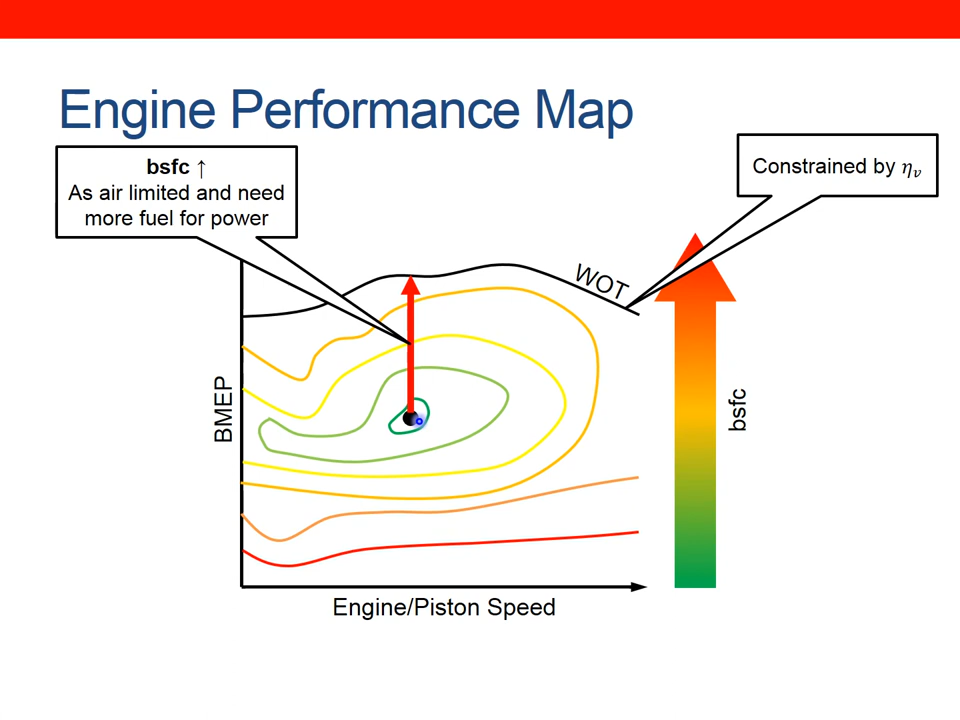 Engine Performance Map
bsfc ↑
As air limited and need
more fuel for power
Constrained by ηᵥ
WOT
BMEP
bsfc
Engine/Piston Speed